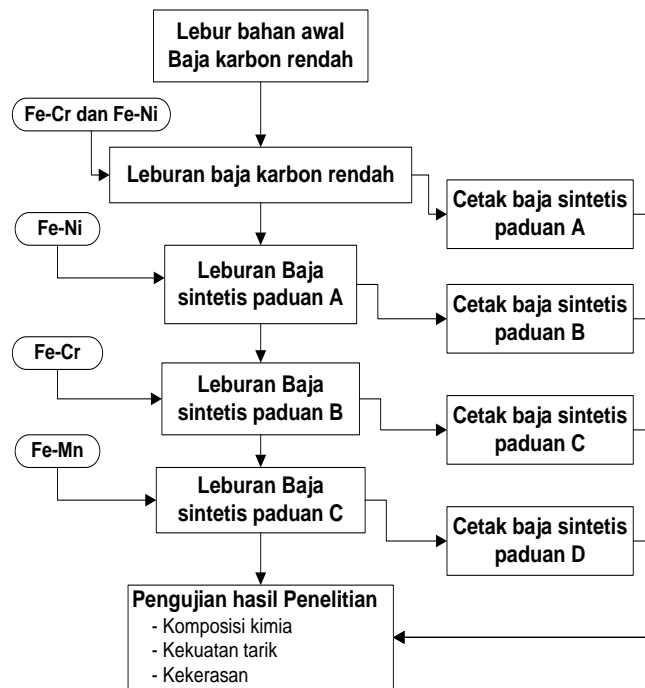 Lebur bahan awal
Baja karbon rendah
Fe-Cr dan Fe-Ni
Leburan baja karbon rendah
Cetak baja sintetis
paduan A
Fe-Ni
Leburan Baja
sintetis paduan A
Cetak baja sintetis
paduan B
Fe-Cr
Leburan Baja
sintetis paduan B
Cetak baja sintetis
paduan C
Fe-Mn
Leburan Baja
sintetis paduan C
Cetak baja sintetis
paduan D
Pengujian hasil Penelitian
- Komposisi kimia
- Kekuatan tarik
- Kekerasan